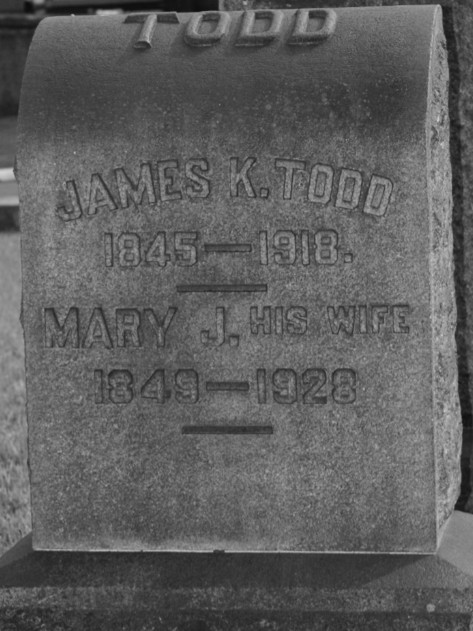 TODD
JAMES K. TODD
1845—1918.
MARY J. HIS WIFE
1849—1928